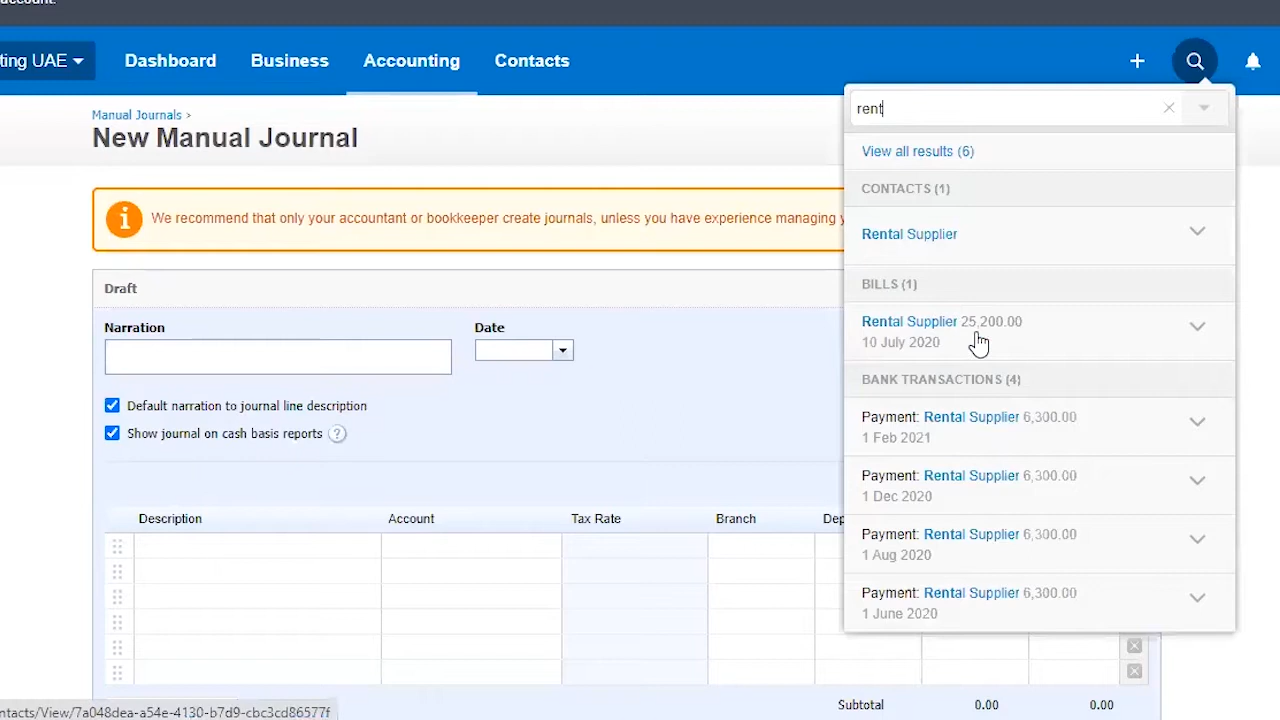 account.
ting UAE
Dashboard
Business
Accounting
Contacts
Manual Journals >
New Manual Journal
rent
View all results (6)
CONTACTS (1)
Rental Supplier
BILLS (1)
Rental Supplier 25,200.00
10 July 2020
BANK TRANSACTIONS (4)
Payment: Rental Supplier 6,300.00
1 Feb 2021
Payment: Rental Supplier 6,300.00
1 Dec 2020
Payment: Rental Supplier 6,300.00
1 Aug 2020
Payment: Rental Supplier 6,300.00
1 June 2020
We recommend that only your accountant or bookkeeper create journals, unless you have experience managing
Draft
Narration
Date
Default narration to journal line description
Show journal on cash basis reports ?
Description
Account
Tax Rate
Branch
Dep
Subtotal
0.00
0.00
ntacts/View/7a048dea-a54e-4130-b7d9-cbc3cd86577f